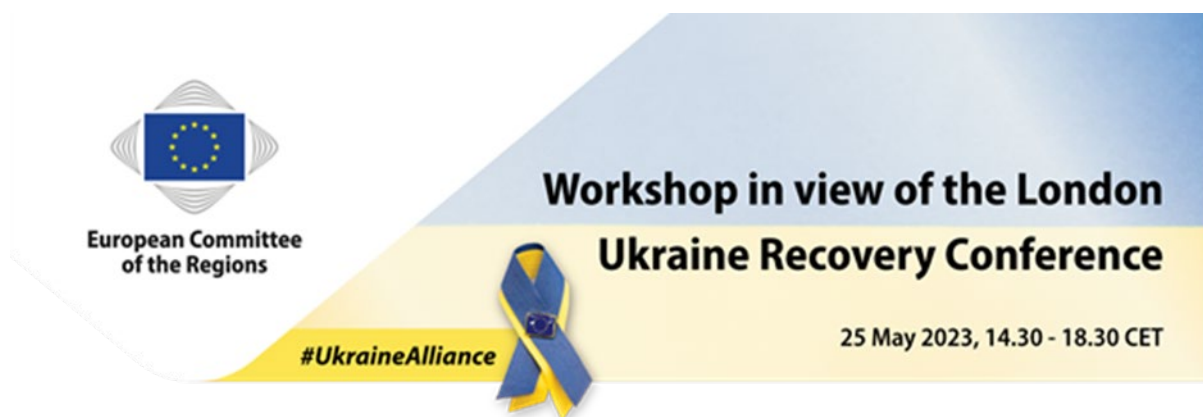 European Committee
of the Regions
Workshop in view of the London
Ukraine Recovery Conference
25 May 2023, 14.30 - 18.30 CET
#UkraineAlliance